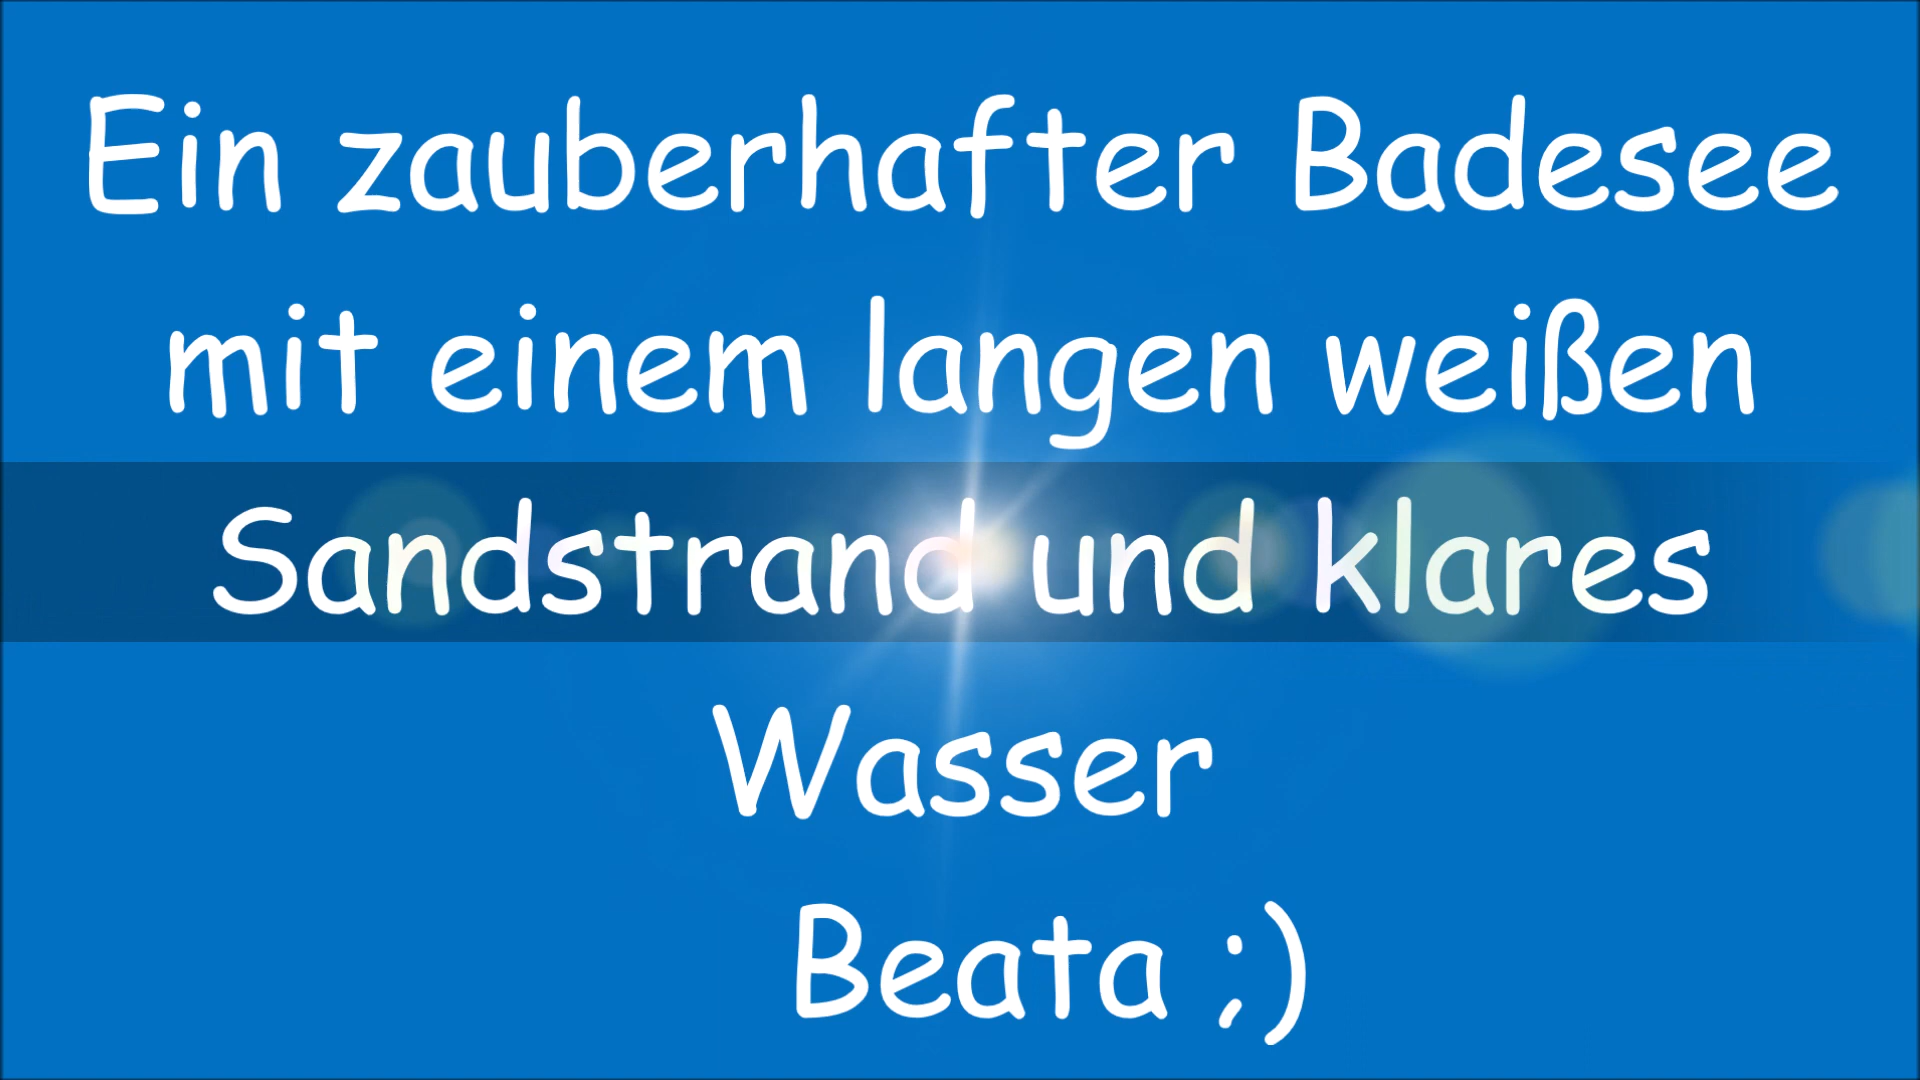 Ein zauberhafter Badesee
mit einem langen weißen
Sandstrand und klares
Wasser
Beata ;)